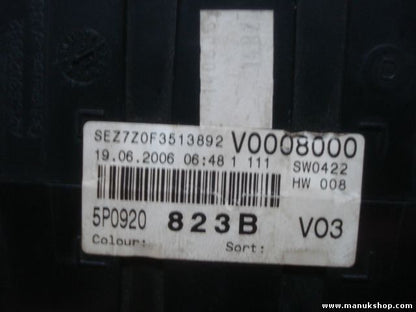 SEZ7Z0F3513892 V0008000
19.06.2006 06:48 1 111 SW0422
HW 008
5P0920 823B V03
Colour: Sort:
www.manukshop.com